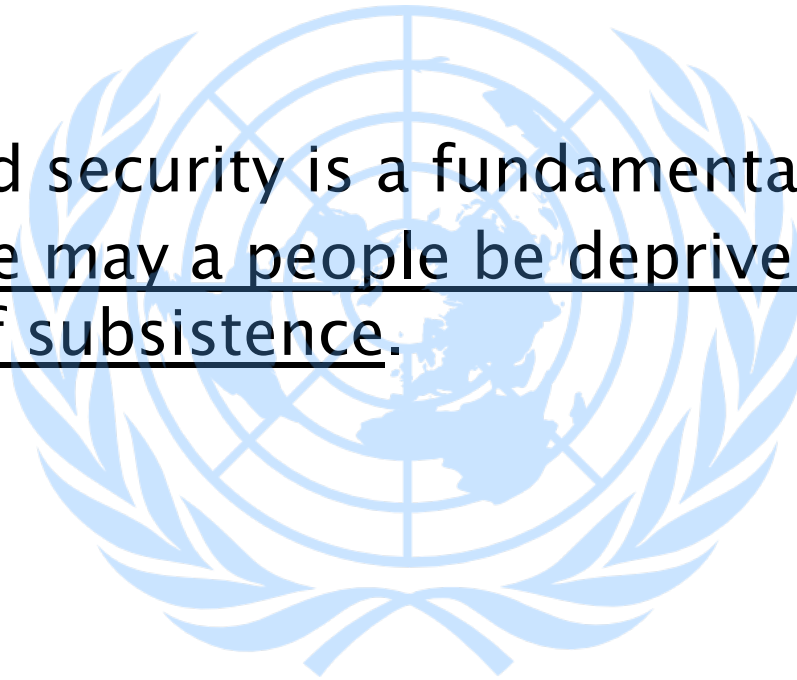 d security is a fundamenta
e may a people be deprive
f subsistence.